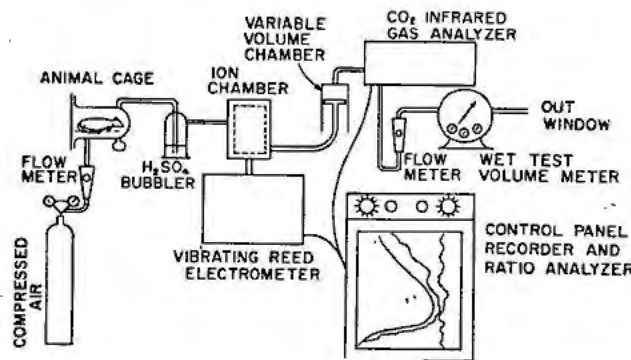 VARIABLE
VOLUME
CHAMBER
CO₂ INFRARED
GAS ANALYZER
ANIMAL CAGE
ION
CHAMBER
OUT
WINDOW
FLOW
METER
H₂SO₄
BUBBLER
FLOW
METER
WET TEST
VOLUME METER
VIBRATING REED
ELECTROMETER
CONTROL PANEL
RECORDER AND
RATIO ANALYZER
COMPRESSED
AIR